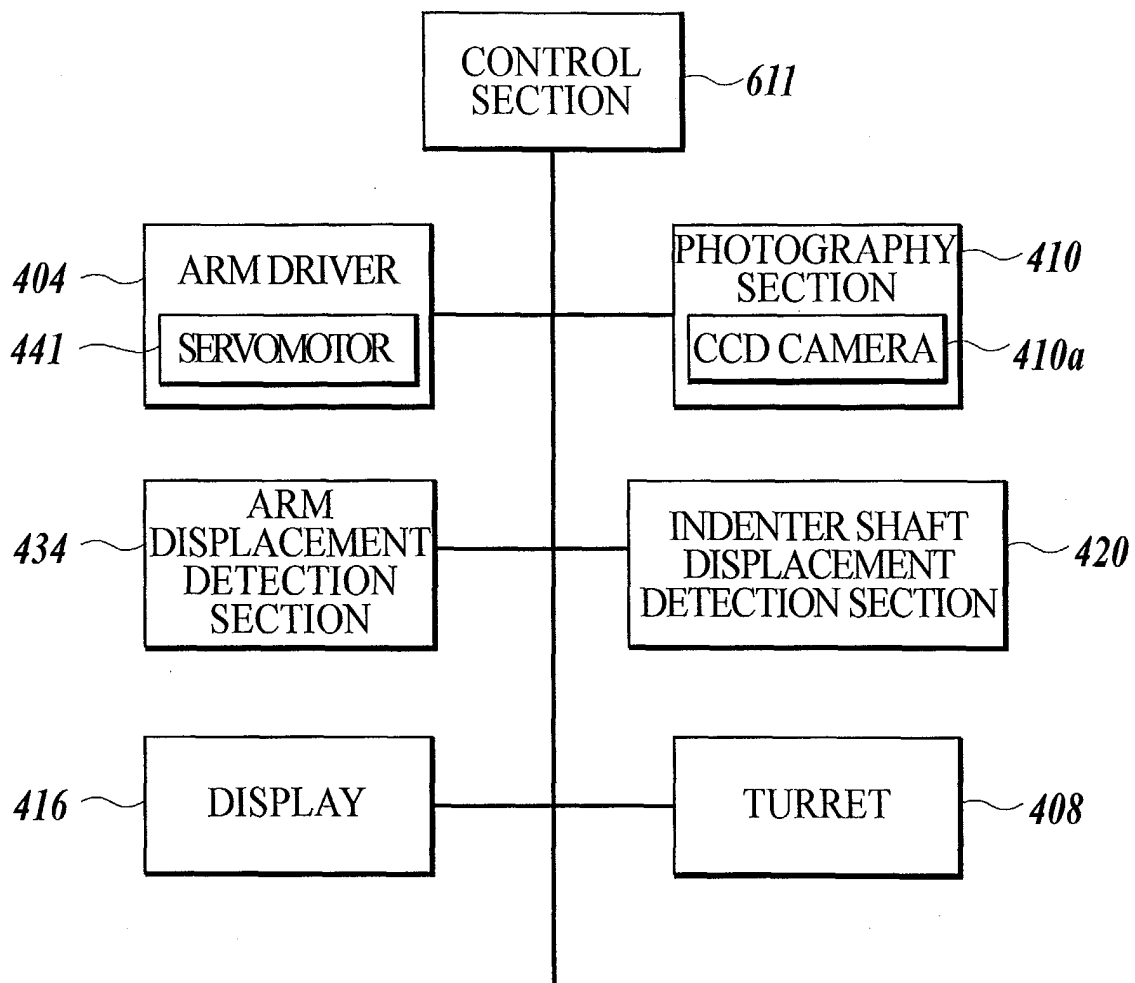 CONTROL
SECTION
611
404
ARM DRIVER
441
SERVOMOTOR
PHOTOGRAPHY
SECTION
410
CCD CAMERA
410a
434
ARM
DISPLACEMENT
DETECTION
SECTION
INDENTER SHAFT
DISPLACEMENT
DETECTION SECTION
420
416
DISPLAY
TURRET
408